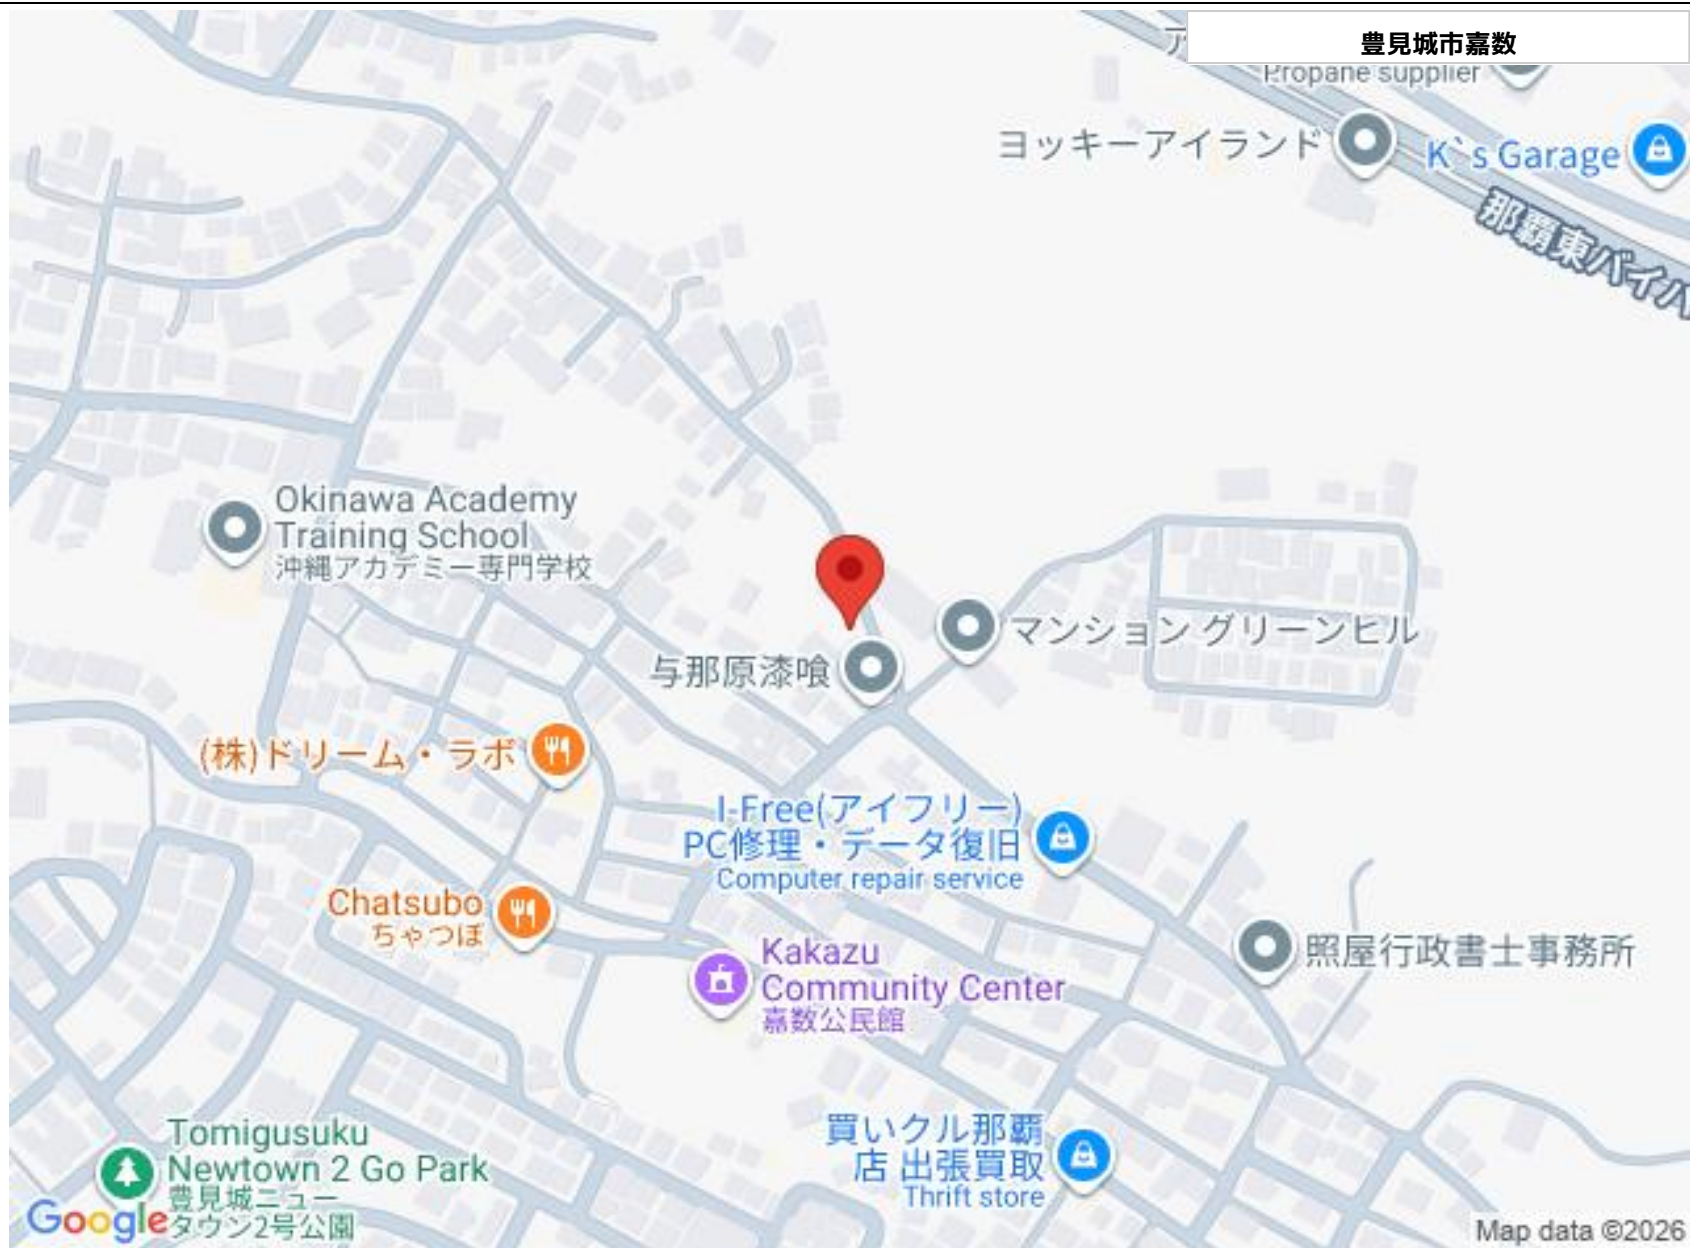 豊見城市嘉数
Propane supplier
ヨッキーアイランド
K`s Garage
那覇東バイパ
Okinawa Academy
Training School
沖縄アカデミー専門学校
マンション グリーンヒル
与那原漆喰
(株)ドリーム・ラボ
I-Free(アイフリー)
PC修理・データ復旧
Computer repair service
Chatsubo
ちゃつぼ
Kakazu
Community Center
嘉数公民館
照屋行政書士事務所
買いクル那覇
店 出張買取
Thrift store
Tomigusuku
Newtown 2 Go Park
豊見城ニュー
タウン2号公園
Google
Map data ©2026